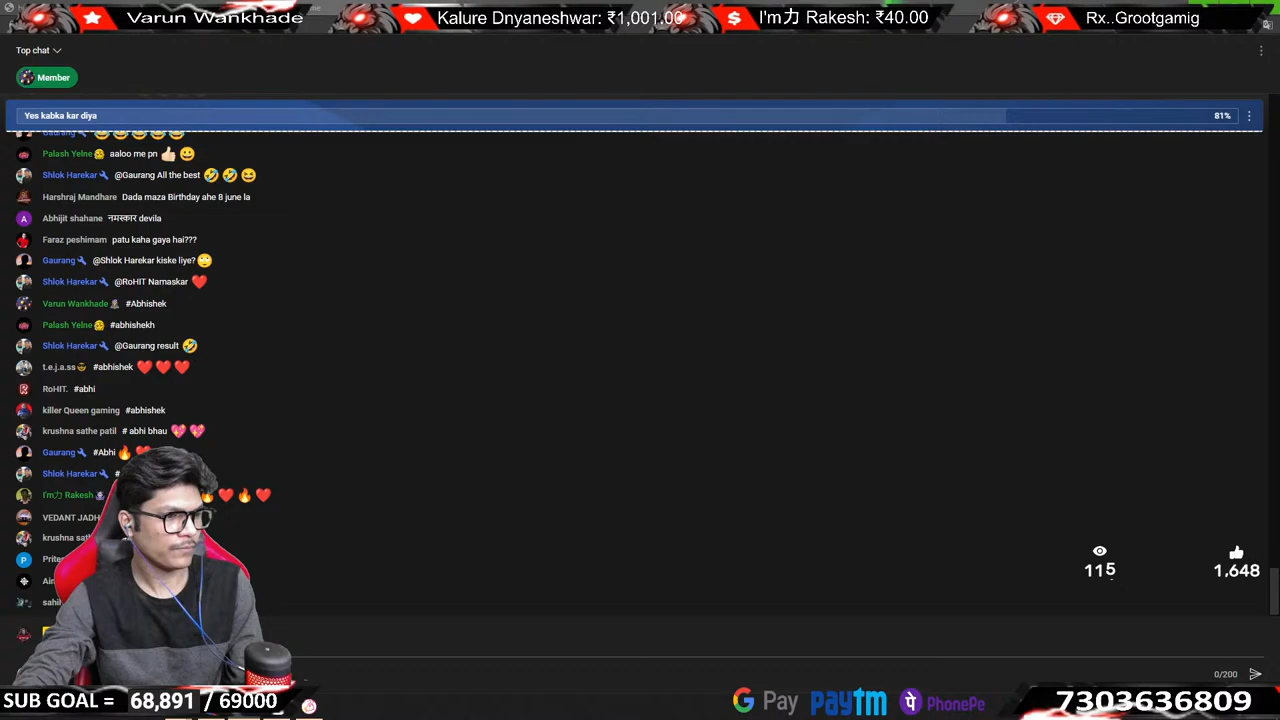 Varun Wankhade
Kalure Dnyaneshwar: ₹1,001.00
I'm力 Rakesh: ₹40.00
Rx..Grootgamig
Top chat
Member
Yes kabka kar diya 81%
Gaurang
Palash Yelne aaloo me pn
Shlok Harekar @Gaurang All the best
Harshraj Mandhare Dada maza Birthday ahe 8 june la
A Abhijit shahane नमस्कार devila
Faraz peshimam patu kaha gaya hai???
Gaurang @Shlok Harekar kiske liye?
Shlok Harekar @RoHIT Namaskar
Varun Wankhade #Abhishek
Palash Yelne #abhishekh
Shlok Harekar @Gaurang result
t.e.j.a.ss #abhishek
RoHIT. #abhi
killer Queen gaming #abhishek
krushna sathe patil # abhi bhau
Gaurang #Abhi
Shlok Harekar #
I'm力 Rakesh
VEDANT JADH
krushna sa
P Prite
115
1,648
0/200
SUB GOAL = 68,891 / 69000
G Pay paytm PhonePe
7303636809